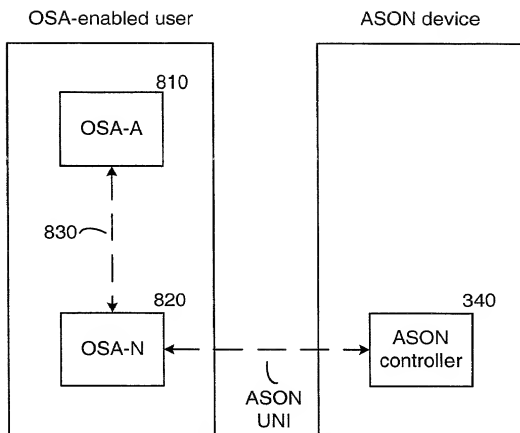 OSA-enabled user
ASON device
810
OSA-A
830
820
OSA-N
340
ASON
controller
ASON
UNI